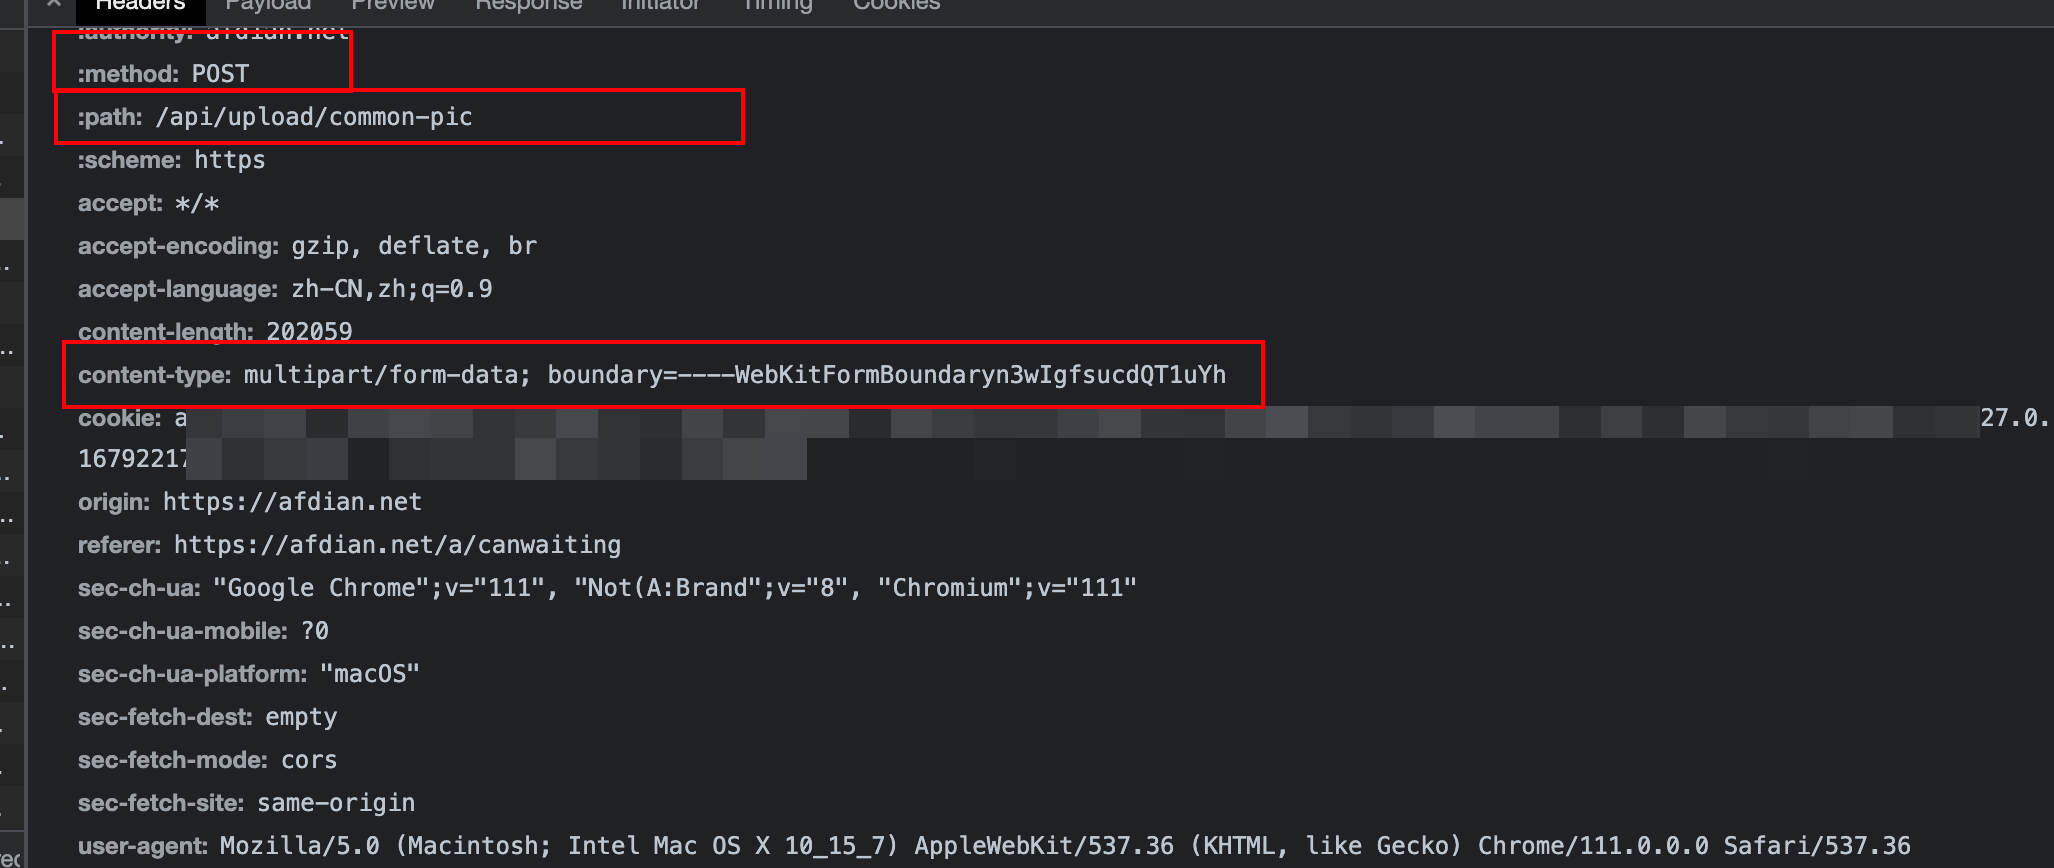 × Headers Payload Preview Response Initiator Timing Cookies
:authority: afdian.net
:method: POST
:path: /api/upload/common-pic
:scheme: https
accept: */*
accept-encoding: gzip, deflate, br
accept-language: zh-CN,zh;q=0.9
content-length: 202059
content-type: multipart/form-data; boundary=----WebKitFormBoundaryn3wIgfsucdQT1uYh
cookie: a 27.0.
16792217
origin: https://afdian.net
referer: https://afdian.net/a/canwaiting
sec-ch-ua: "Google Chrome";v="111", "Not(A:Brand";v="8", "Chromium";v="111"
sec-ch-ua-mobile: ?0
sec-ch-ua-platform: "macOS"
sec-fetch-dest: empty
sec-fetch-mode: cors
sec-fetch-site: same-origin
user-agent: Mozilla/5.0 (Macintosh; Intel Mac OS X 10_15_7) AppleWebKit/537.36 (KHTML, like Gecko) Chrome/111.0.0.0 Safari/537.36